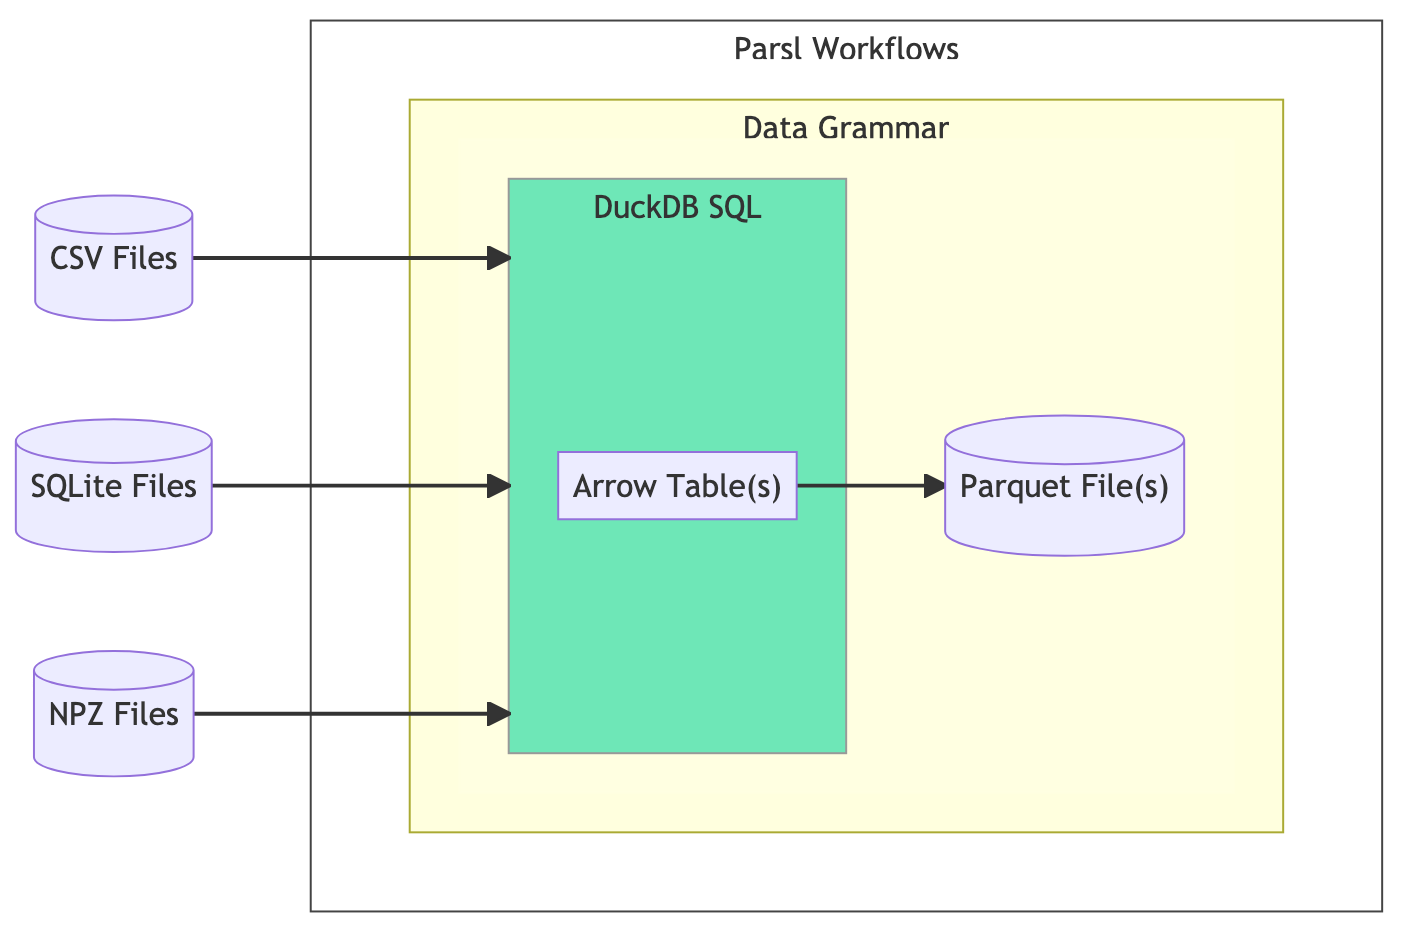 Parsl Workflows
Data Grammar
DuckDB SQL
CSV Files
SQLite Files
Arrow Table(s)
Parquet File(s)
NPZ Files